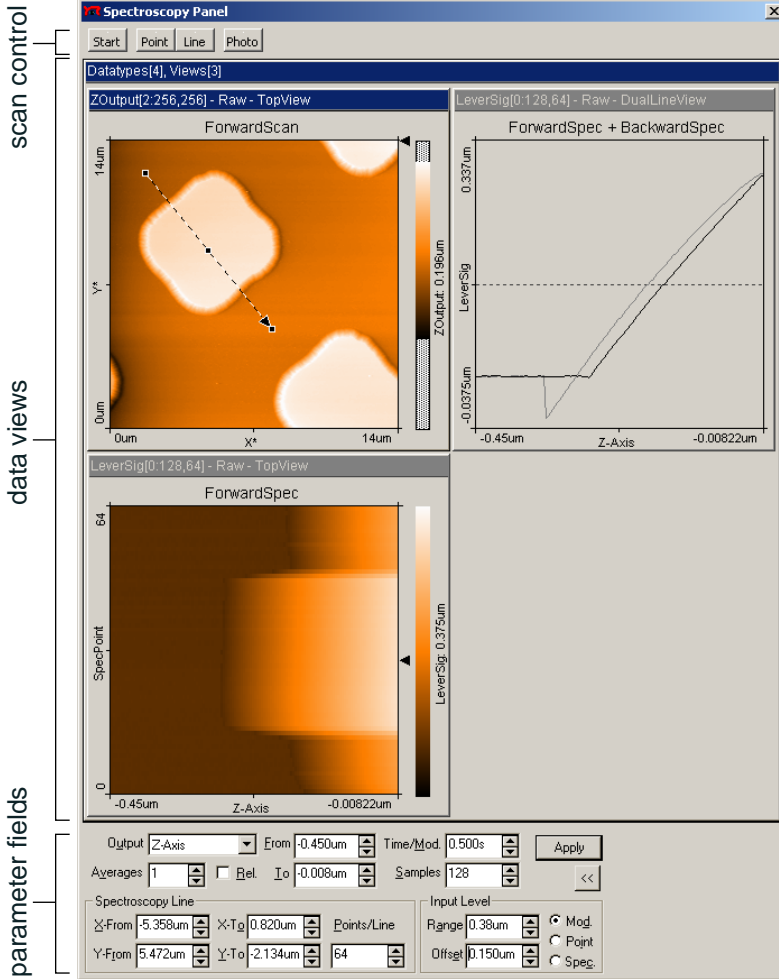 Spectroscopy Panel
scan control
Start Point Line Photo
data views
Datatypes[4], Views[3]
ZOutput[2:256,256] - Raw - TopView
ForwardScan
14um
Y*
0um
0um X* 14um
ZOutput: 0.196um
LeverSig[0:128,64] - Raw - DualLineView
ForwardSpec + BackwardSpec
0.337um
LeverSig
-0.0375um
-0.45um Z-Axis -0.00822um
LeverSig[0:128,64] - Raw - TopView
ForwardSpec
64
SpecPoint
0
-0.45um Z-Axis -0.00822um
LeverSig: 0.375um
parameter fields
Output Z-Axis From -0.450um Time/Mod. 0.500s Apply
Averages 1 Rel. To -0.008um Samples 128 <<
Spectroscopy Line
X-From -5.358um X-To 0.820um Points/Line
Y-From 5.472um Y-To -2.134um 64
Input Level
Range 0.38um Mod.
Point
Offset 0.150um Spec.